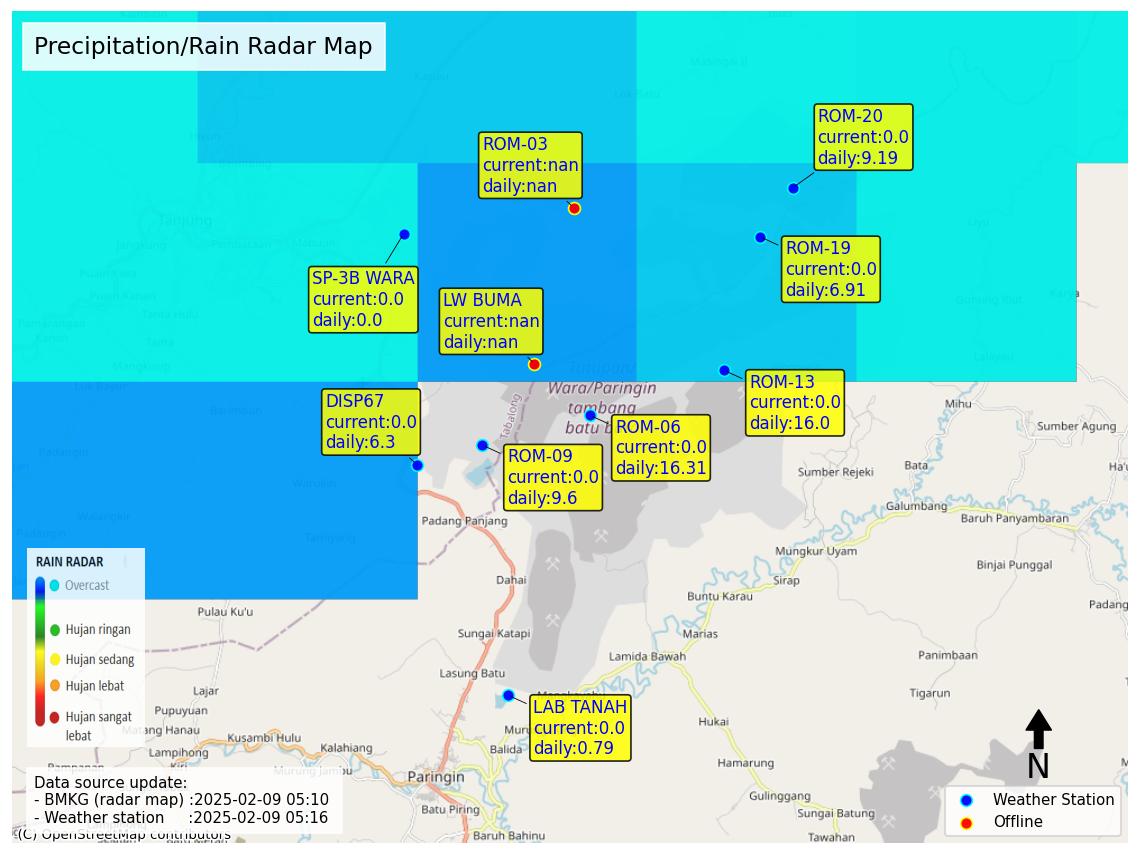 Precipitation/Rain Radar Map
ROM-20
current:0.0
daily:9.19
ROM-03
current:nan
daily:nan
Tanjung
ROM-19
current:0.0
daily:6.91
SP-3B WARA
current:0.0
daily:0.0
LW BUMA
current:nan
daily:nan
Karya
Tutupan/
Wara/Paringin
tambang
batu b
Tabalong
ROM-13
current:0.0
daily:16.0
DISP67
current:0.0
daily:6.3
ROM-06
current:0.0
daily:16.31
ROM-09
current:0.0
daily:9.6
Mihu
Sumber Agung
Bata
Sumber Rejeki
Galumbang
Baruh Panyambaran
Padang Panjang
Mungkur Uyam
Binjai Punggal
Dahai
Sirap
Buntu Karau
Padang
Pulau Ku'u
Sungai Katapi
Marias
Lamida Bawah
Panimbaan
Lasung Batu
Tigarun
Lajar
Pupuyuan
Matang Hanau
Kusambi Hulu
Lampihong
Kalahiang
Murung Jambu
Hukai
Balida
Hamarung
Paringin
Batu Piring
Gulinggang
Sungai Batung
Tawahan
Baruh Bahinu
LAB TANAH
current:0.0
daily:0.79
RAIN RADAR
Overcast
Hujan ringan
Hujan sedang
Hujan lebat
Hujan sangat
lebat
N
Data source update:
- BMKG (radar map) :2025-02-09 05:10
- Weather station :2025-02-09 05:16
(C) OpenStreetMap contributors
Weather Station
Offline